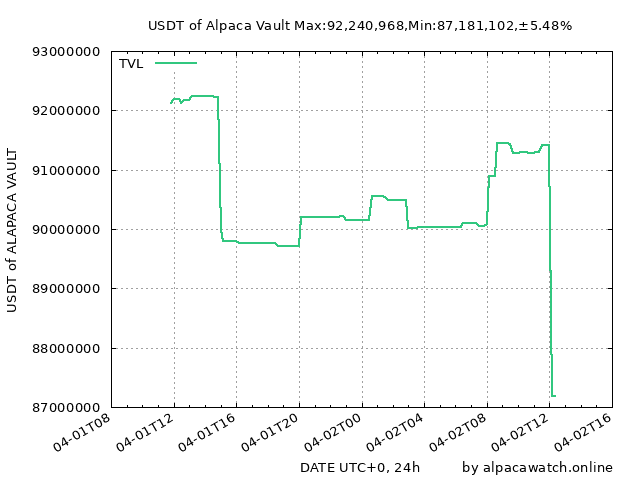 USDT of Alpaca Vault Max:92,240,968,Min:87,181,102,±5.48%
93000000
TVL
92000000
91000000
90000000
89000000
88000000
87000000
USDT of ALAPACA VAULT
04-01T08
04-01T12
04-01T16
04-01T20
04-02T00
04-02T04
04-02T08
04-02T12
04-02T16
DATE UTC+0, 24h
by alpacawatch.online